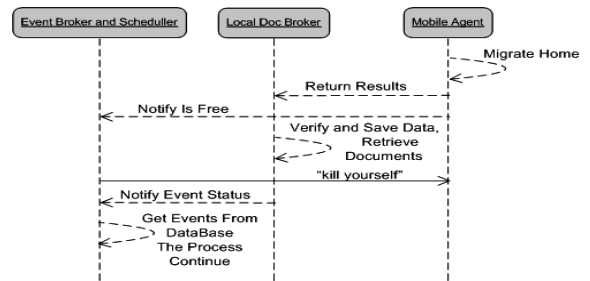 Event Broker and Scheduller
Local Doc Broker
Mobile Agent
Migrate Home
Return Results
Notify Is Free
Verify and Save Data,
Retrieve
Documents
"kill yourself"
Notify Event Status
Get Events From
DataBase
The Process
Continue